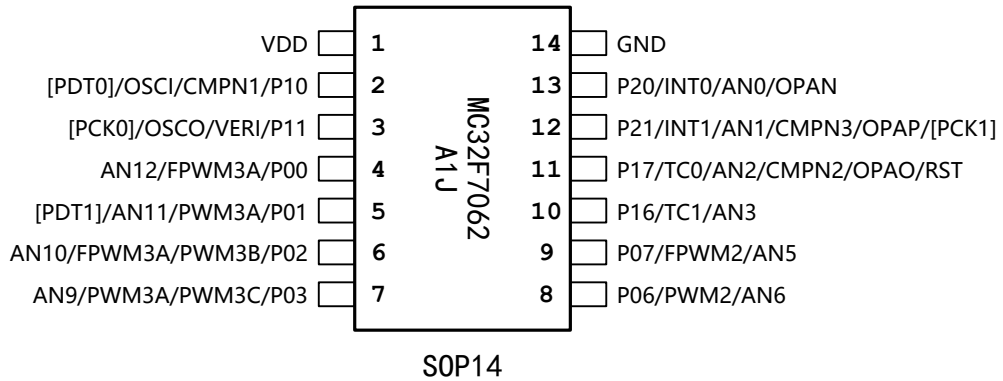 VDD 1 14 GND
[PDT0]/OSCI/CMPN1/P10 2 13 P20/INT0/AN0/OPAN
[PCK0]/OSCO/VERI/P11 3 12 P21/INT1/AN1/CMPN3/OPAP/[PCK1]
AN12/FPWM3A/P00 4 11 P17/TC0/AN2/CMPN2/OPAO/RST
[PDT1]/AN11/PWM3A/P01 5 10 P16/TC1/AN3
AN10/FPWM3A/PWM3B/P02 6 9 P07/FPWM2/AN5
AN9/PWM3A/PWM3C/P03 7 8 P06/PWM2/AN6
MC32F7062
A1J
SOP14